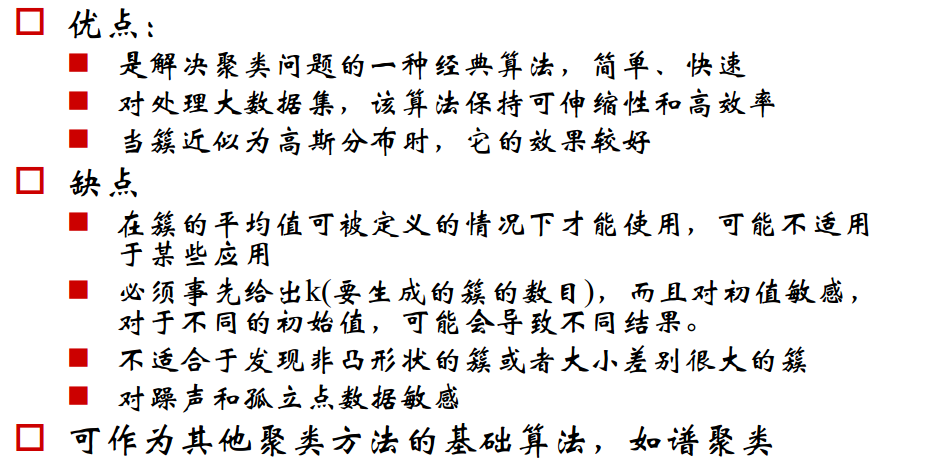 优点：
是解决聚类问题的一种经典算法，简单、快速
对处理大数据集，该算法保持可伸缩性和高效率
当簇近似为高斯分布时，它的效果较好
缺点
在簇的平均值可被定义的情况下才能使用，可能不适用
于某些应用
必须事先给出k(要生成的簇的数目)，而且对初值敏感，
对于不同的初始值，可能会导致不同结果。
不适合于发现非凸形状的簇或者大小差别很大的簇
对躁声和孤立点数据敏感
可作为其他聚类方法的基础算法，如谱聚类